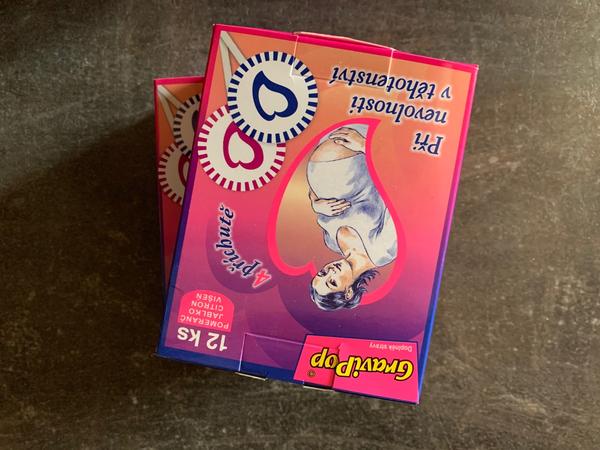 GraviPop©
Doplněk stravy
12 ks
POMERANČ
JABLKO
CITRON
VIŠEŇ
4 příchutě
Při
nevolnosti
v těhotenství